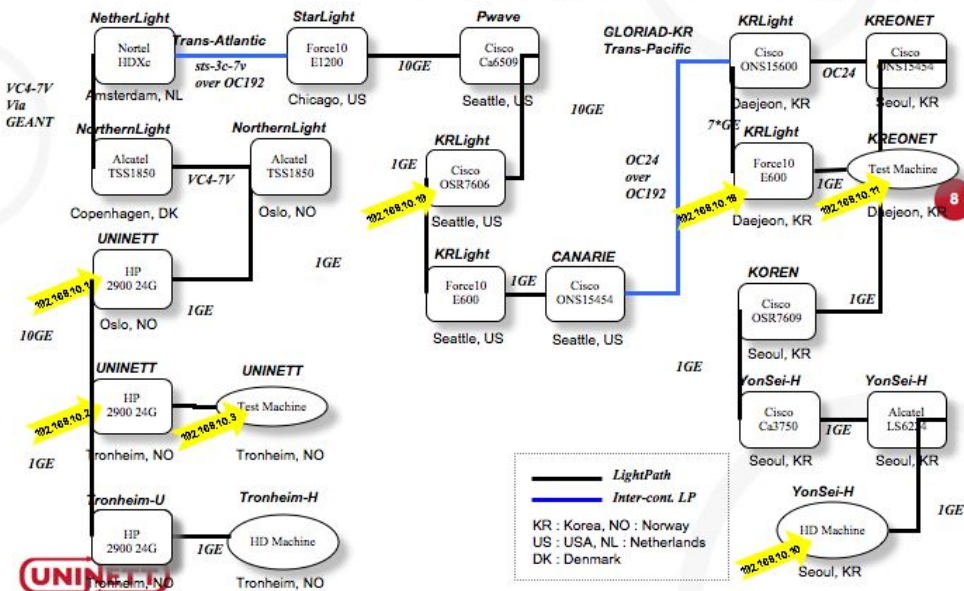 NetherLight
Nortel
HDXc
Amsterdam, NL
Trans-Atlantic
sts-3c-7v
over OC192
StarLight
Force10
E1200
Chicago, US
10GE
Pwave
Cisco
Ca6509
Seattle, US
GLORIAD-KR
Trans-Pacific
KRLight
Cisco
ONS15600
Daejeon, KR
OC24
KREONET
Cisco
ONS15454
Seoul, KR
VC4-7V
Via
GEANT
NorthernLight
Alcatel
TSS1850
Copenhagen, DK
VC4-7V
NorthernLight
Alcatel
TSS1850
Oslo, NO
1GE
KRLight
Cisco
OSR7606
Seattle, US
10GE
OC24
over
OC192
7*GE
KRLight
Force10
E600
Daejeon, KR
192.168.10.18
1GE
KREONET
Test Machine
Daejeon, KR
192.168.10.11
8
UNINETT
HP
2900 24G
Oslo, NO
1GE
1GE
KRLight
Force10
E600
Seattle, US
1GE
CANARIE
Cisco
ONS15454
Seattle, US
KOREN
Cisco
OSR7609
Seoul, KR
1GE
10GE
UNINETT
HP
2900 24G
Tronheim, NO
192.168.10.2
192.168.10.3
UNINETT
Test Machine
Tronheim, NO
1GE
YonSei-H
Cisco
Ca3750
Seoul, KR
1GE
YonSei-H
Alcatel
LS6224
Seoul, KR
1GE
Tronheim-U
HP
2900 24G
Tronheim, NO
1GE
Tronheim-H
HD Machine
Tronheim, NO
LightPath
Inter-cont. LP
KR : Korea, NO : Norway
US : USA, NL : Netherlands
DK : Denmark
YonSei-H
HD Machine
Seoul, KR
192.168.10.10
1GE
UNINETT